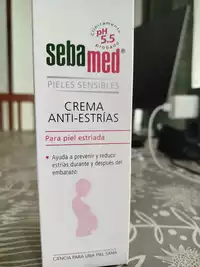 Clínicamente
pH
5.5
probado
sebamed
PIELES SENSIBLES
CREMA
ANTI-ESTRÍAS
Para piel estriada
• Ayuda a prevenir y reducir
estrías durante y después del
embarazo
CIENCIA PARA UNA PIEL SANA